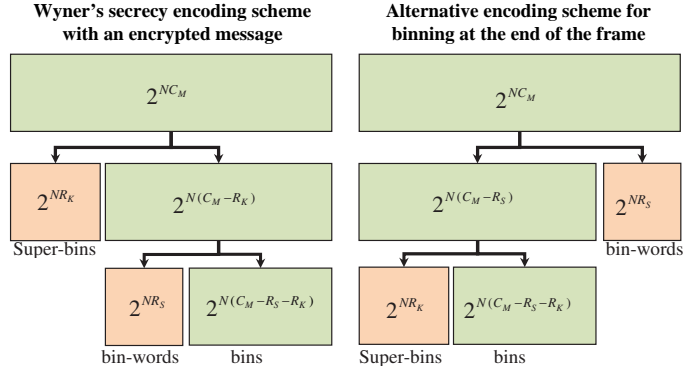 Wyner's secrecy encoding scheme
with an encrypted message
2^{NC_M}
2^{NR_K}
2^{N(C_M−R_K)}
Super-bins
2^{NR_S}
2^{N(C_M−R_S−R_K)}
bin-words
bins
Alternative encoding scheme for
binning at the end of the frame
2^{NC_M}
2^{N(C_M−R_S)}
2^{NR_S}
bin-words
2^{NR_K}
2^{N(C_M−R_S−R_K)}
Super-bins
bins